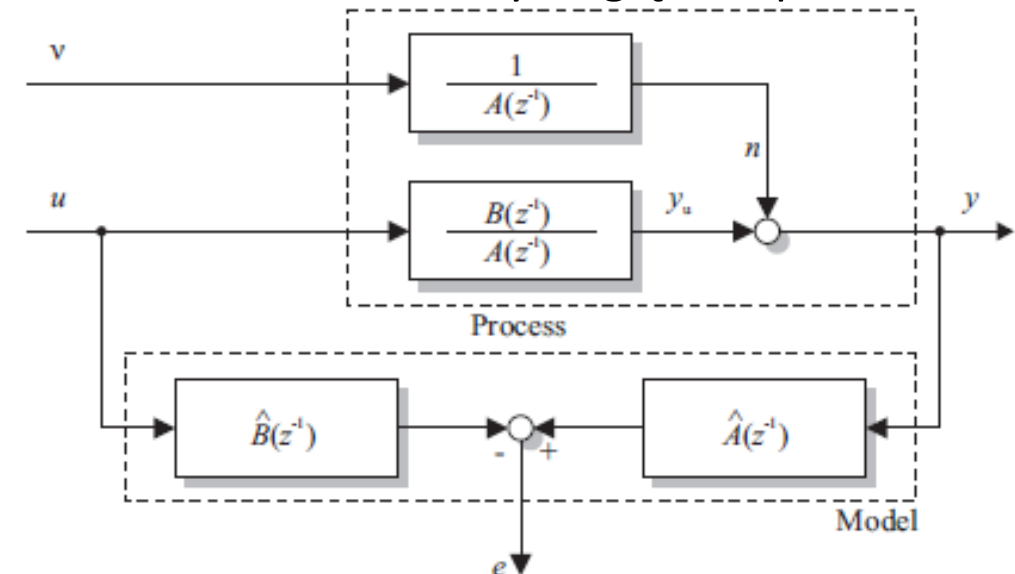 ν
1
A(z⁻¹)
n
u
B(z⁻¹)
A(z⁻¹)
yᵤ
y
Process
B̂(z⁻¹)
- +
Â(z⁻¹)
Model
e